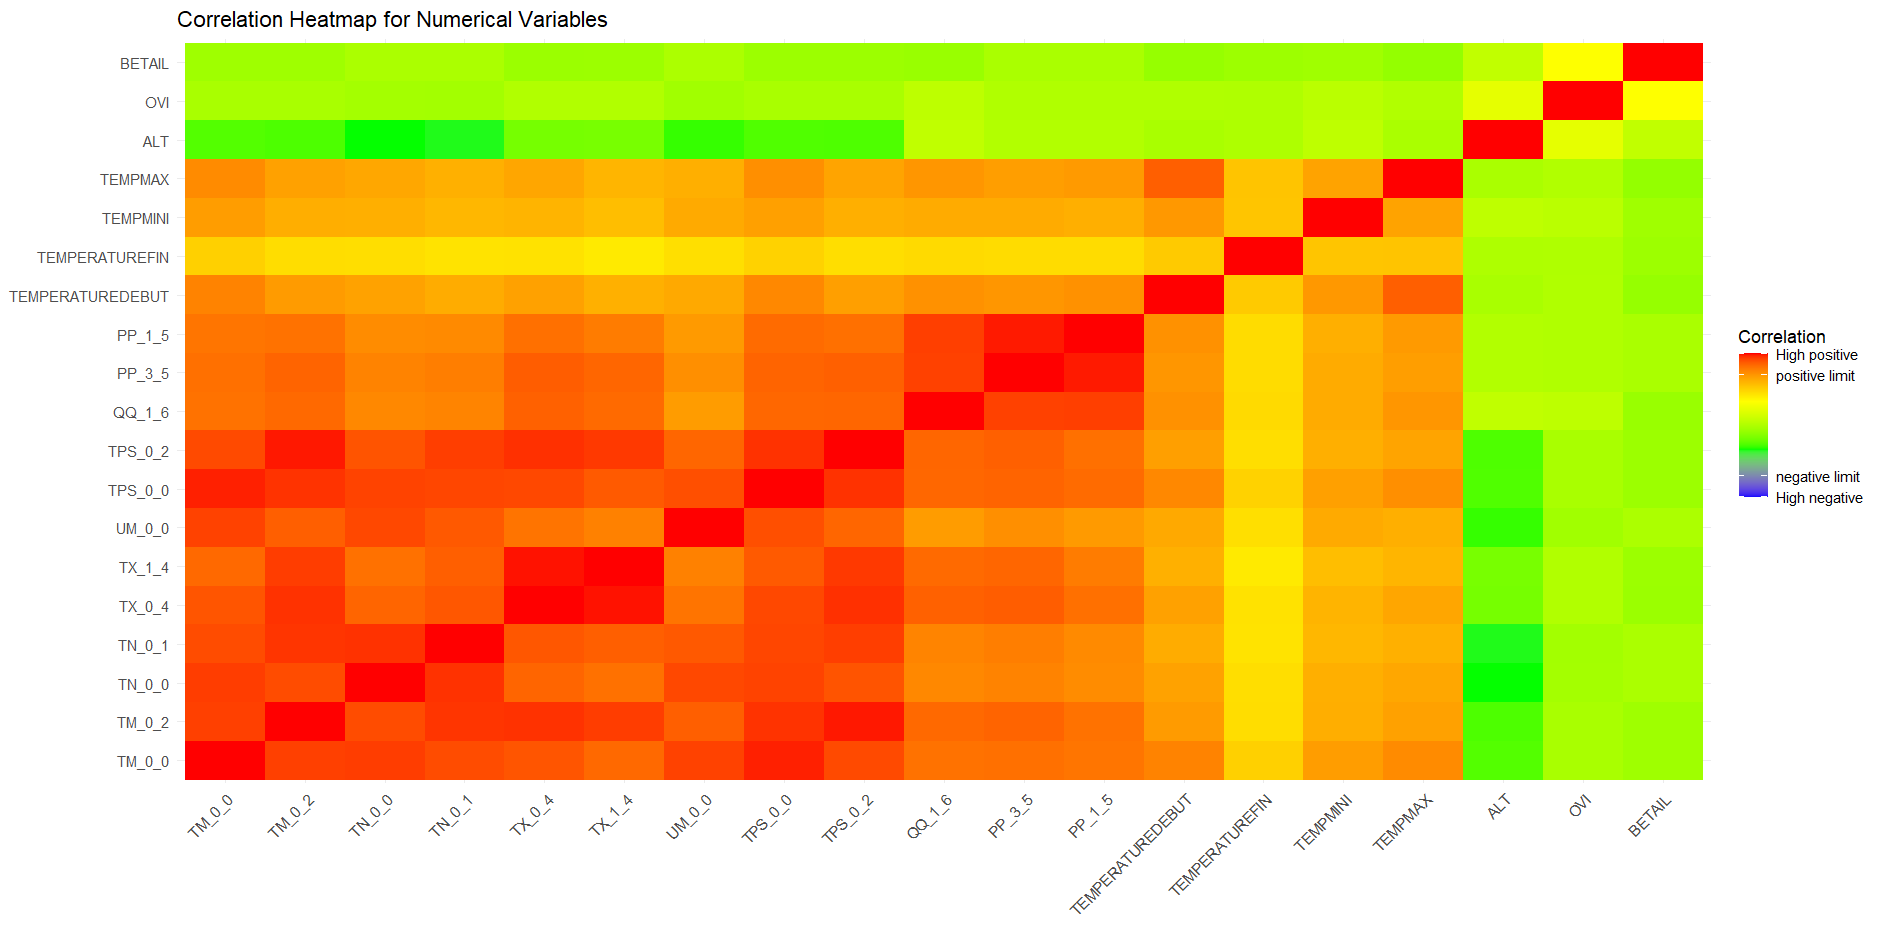 Correlation Heatmap for Numerical Variables
BETAIL
OVI
ALT
TEMPMAX
TEMPMINI
TEMPERATUREFIN
TEMPERATUREDEBUT
PP_1_5
PP_3_5
QQ_1_6
TPS_0_2
TPS_0_0
UM_0_0
TX_1_4
TX_0_4
TN_0_1
TN_0_0
TM_0_2
TM_0_0
TM_0_0
TM_0_2
TN_0_0
TN_0_1
TX_0_4
TX_1_4
UM_0_0
TPS_0_0
TPS_0_2
QQ_1_6
PP_3_5
PP_1_5
TEMPERATUREDEBUT
TEMPERATUREFIN
TEMPMINI
TEMPMAX
ALT
OVI
BETAIL
Correlation
High positive
positive limit
negative limit
High negative